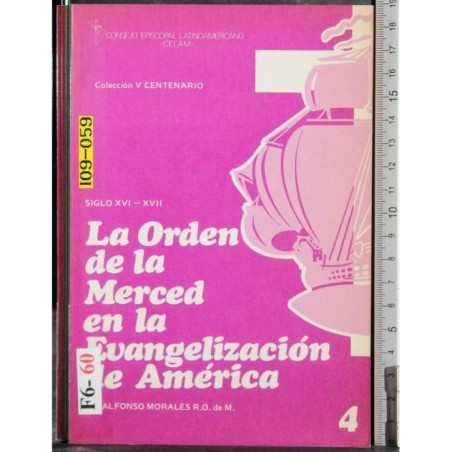 CONSEJO EPISCOPAL LATINOAMERICANO
-CELAM-
Colección V CENTENARIO
109-059
SIGLO XVI – XVII
La Orden
de la
Merced
en la
Evangelización
de América
F6-60
ALFONSO MORALES R.O. de M.
4